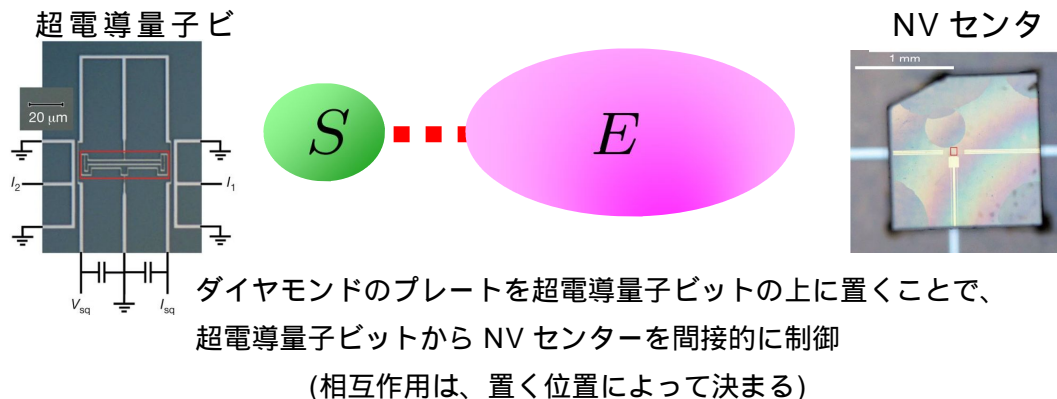 超電導量子ビ
NV センタ
20 μm
I2
I1
Vsq
Isq
S
E
1 mm
ダイヤモンドのプレートを超電導量子ビットの上に置くことで、
超電導量子ビットから NV センターを間接的に制御
(相互作用は、置く位置によって決まる)